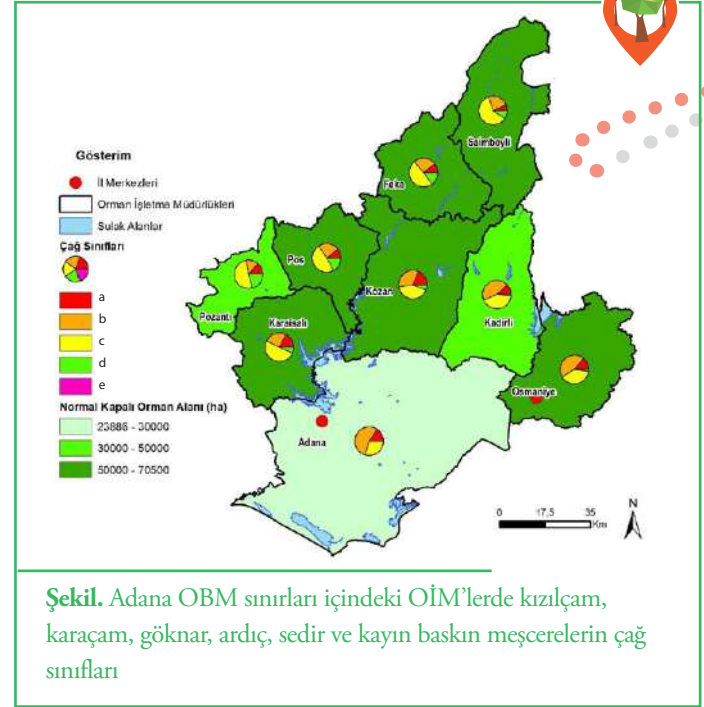 Gösterim
İl Merkezleri
Orman İşletme Müdürlükleri
Sulak Alanlar
Çağ Sınıfları
a
b
c
d
e
Normal Kapalı Orman Alanı (ha)
23886 - 30000
30000 - 50000
50000 - 70500
Saimbeyli
Feke
Pos
Kozan
Pozantı
Karaisalı
Kadirli
Osmaniye
Adana
0 17,5 35
Km
N
Şekil. Adana OBM sınırları içindeki OİM’lerde kızılçam,
karaçam, göknar, ardıç, sedir ve kayın baskın meşcerelerin çağ
sınıfları